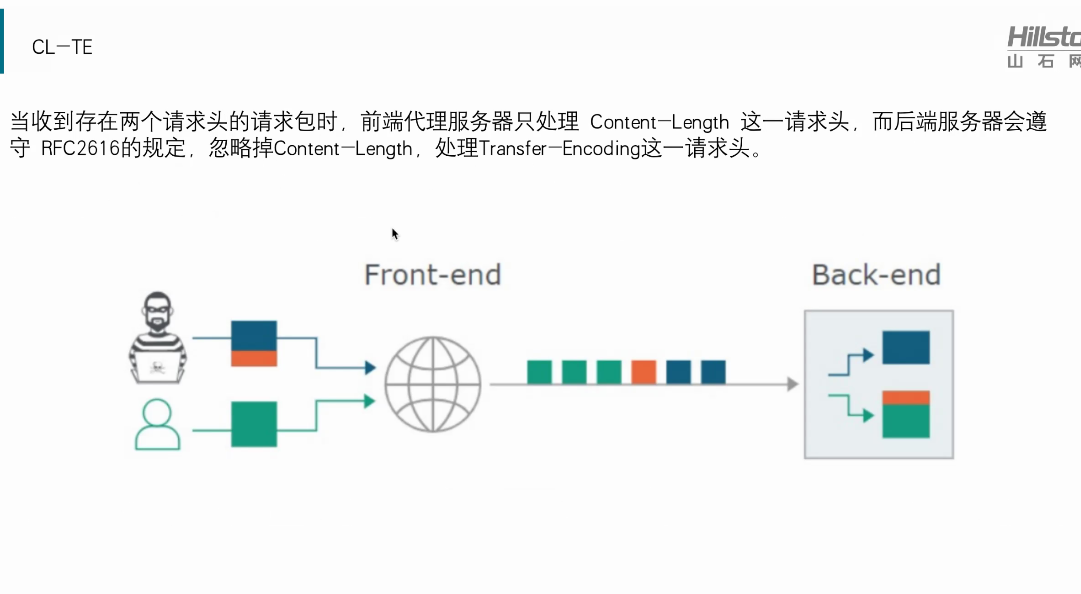 CL-TE
Hillsto
山石网
当收到存在两个请求头的请求包时，前端代理服务器只处理 Content-Length 这一请求头，而后端服务器会遵
守 RFC2616的规定，忽略掉Content-Length，处理Transfer-Encoding这一请求头。
Front-end
Back-end